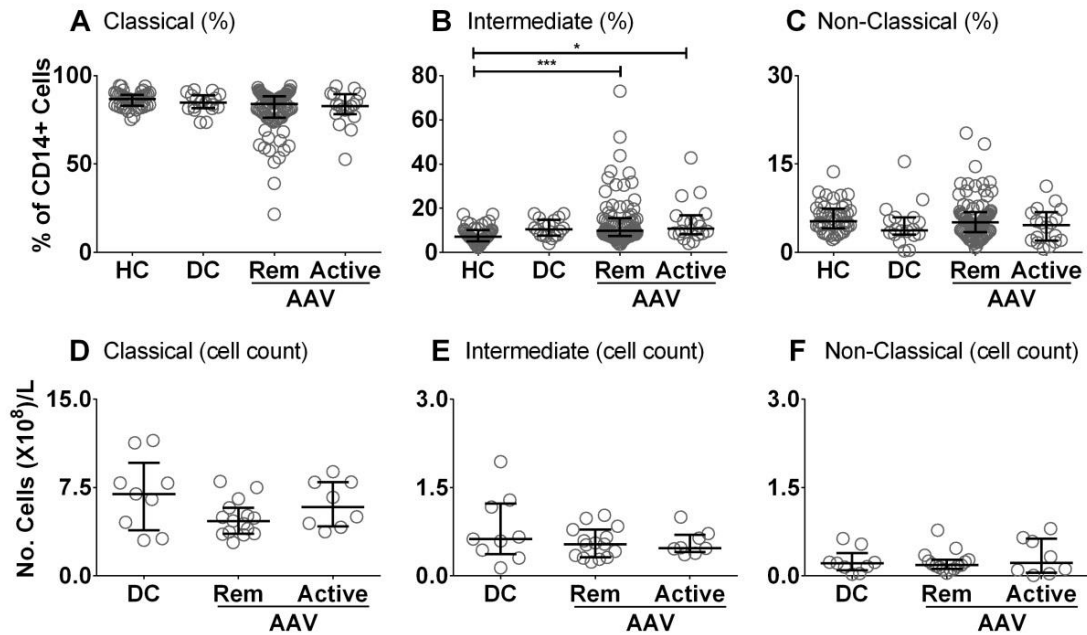 A Classical (%)
B Intermediate (%)
C Non-Classical (%)
% of CD14+ Cells
100
50
0
HC DC Rem Active
AAV
*
***
80
60
40
20
0
HC DC Rem Active
AAV
30
15
0
HC DC Rem Active
AAV
D Classical (cell count)
E Intermediate (cell count)
F Non-Classical (cell count)
No. Cells (X10⁸)/L
15.0
7.5
0.0
DC Rem Active
AAV
3.0
1.5
0.0
DC Rem Active
AAV
3.0
1.5
0.0
DC Rem Active
AAV